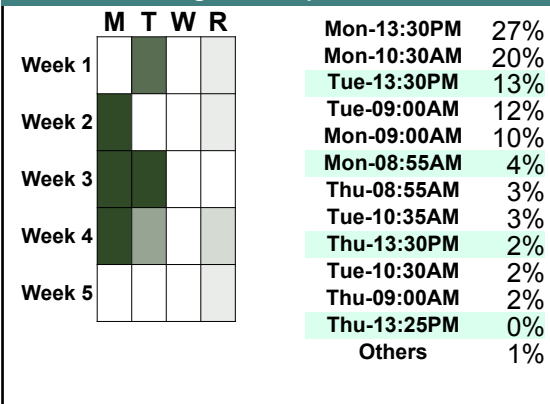 M T W R
Week 1
Week 2
Week 3
Week 4
Week 5
Mon-13:30PM 27%
Mon-10:30AM 20%
Tue-13:30PM 13%
Tue-09:00AM 12%
Mon-09:00AM 10%
Mon-08:55AM 4%
Thu-08:55AM 3%
Tue-10:35AM 3%
Thu-13:30PM 2%
Tue-10:30AM 2%
Thu-09:00AM 2%
Thu-13:25PM 0%
Others 1%